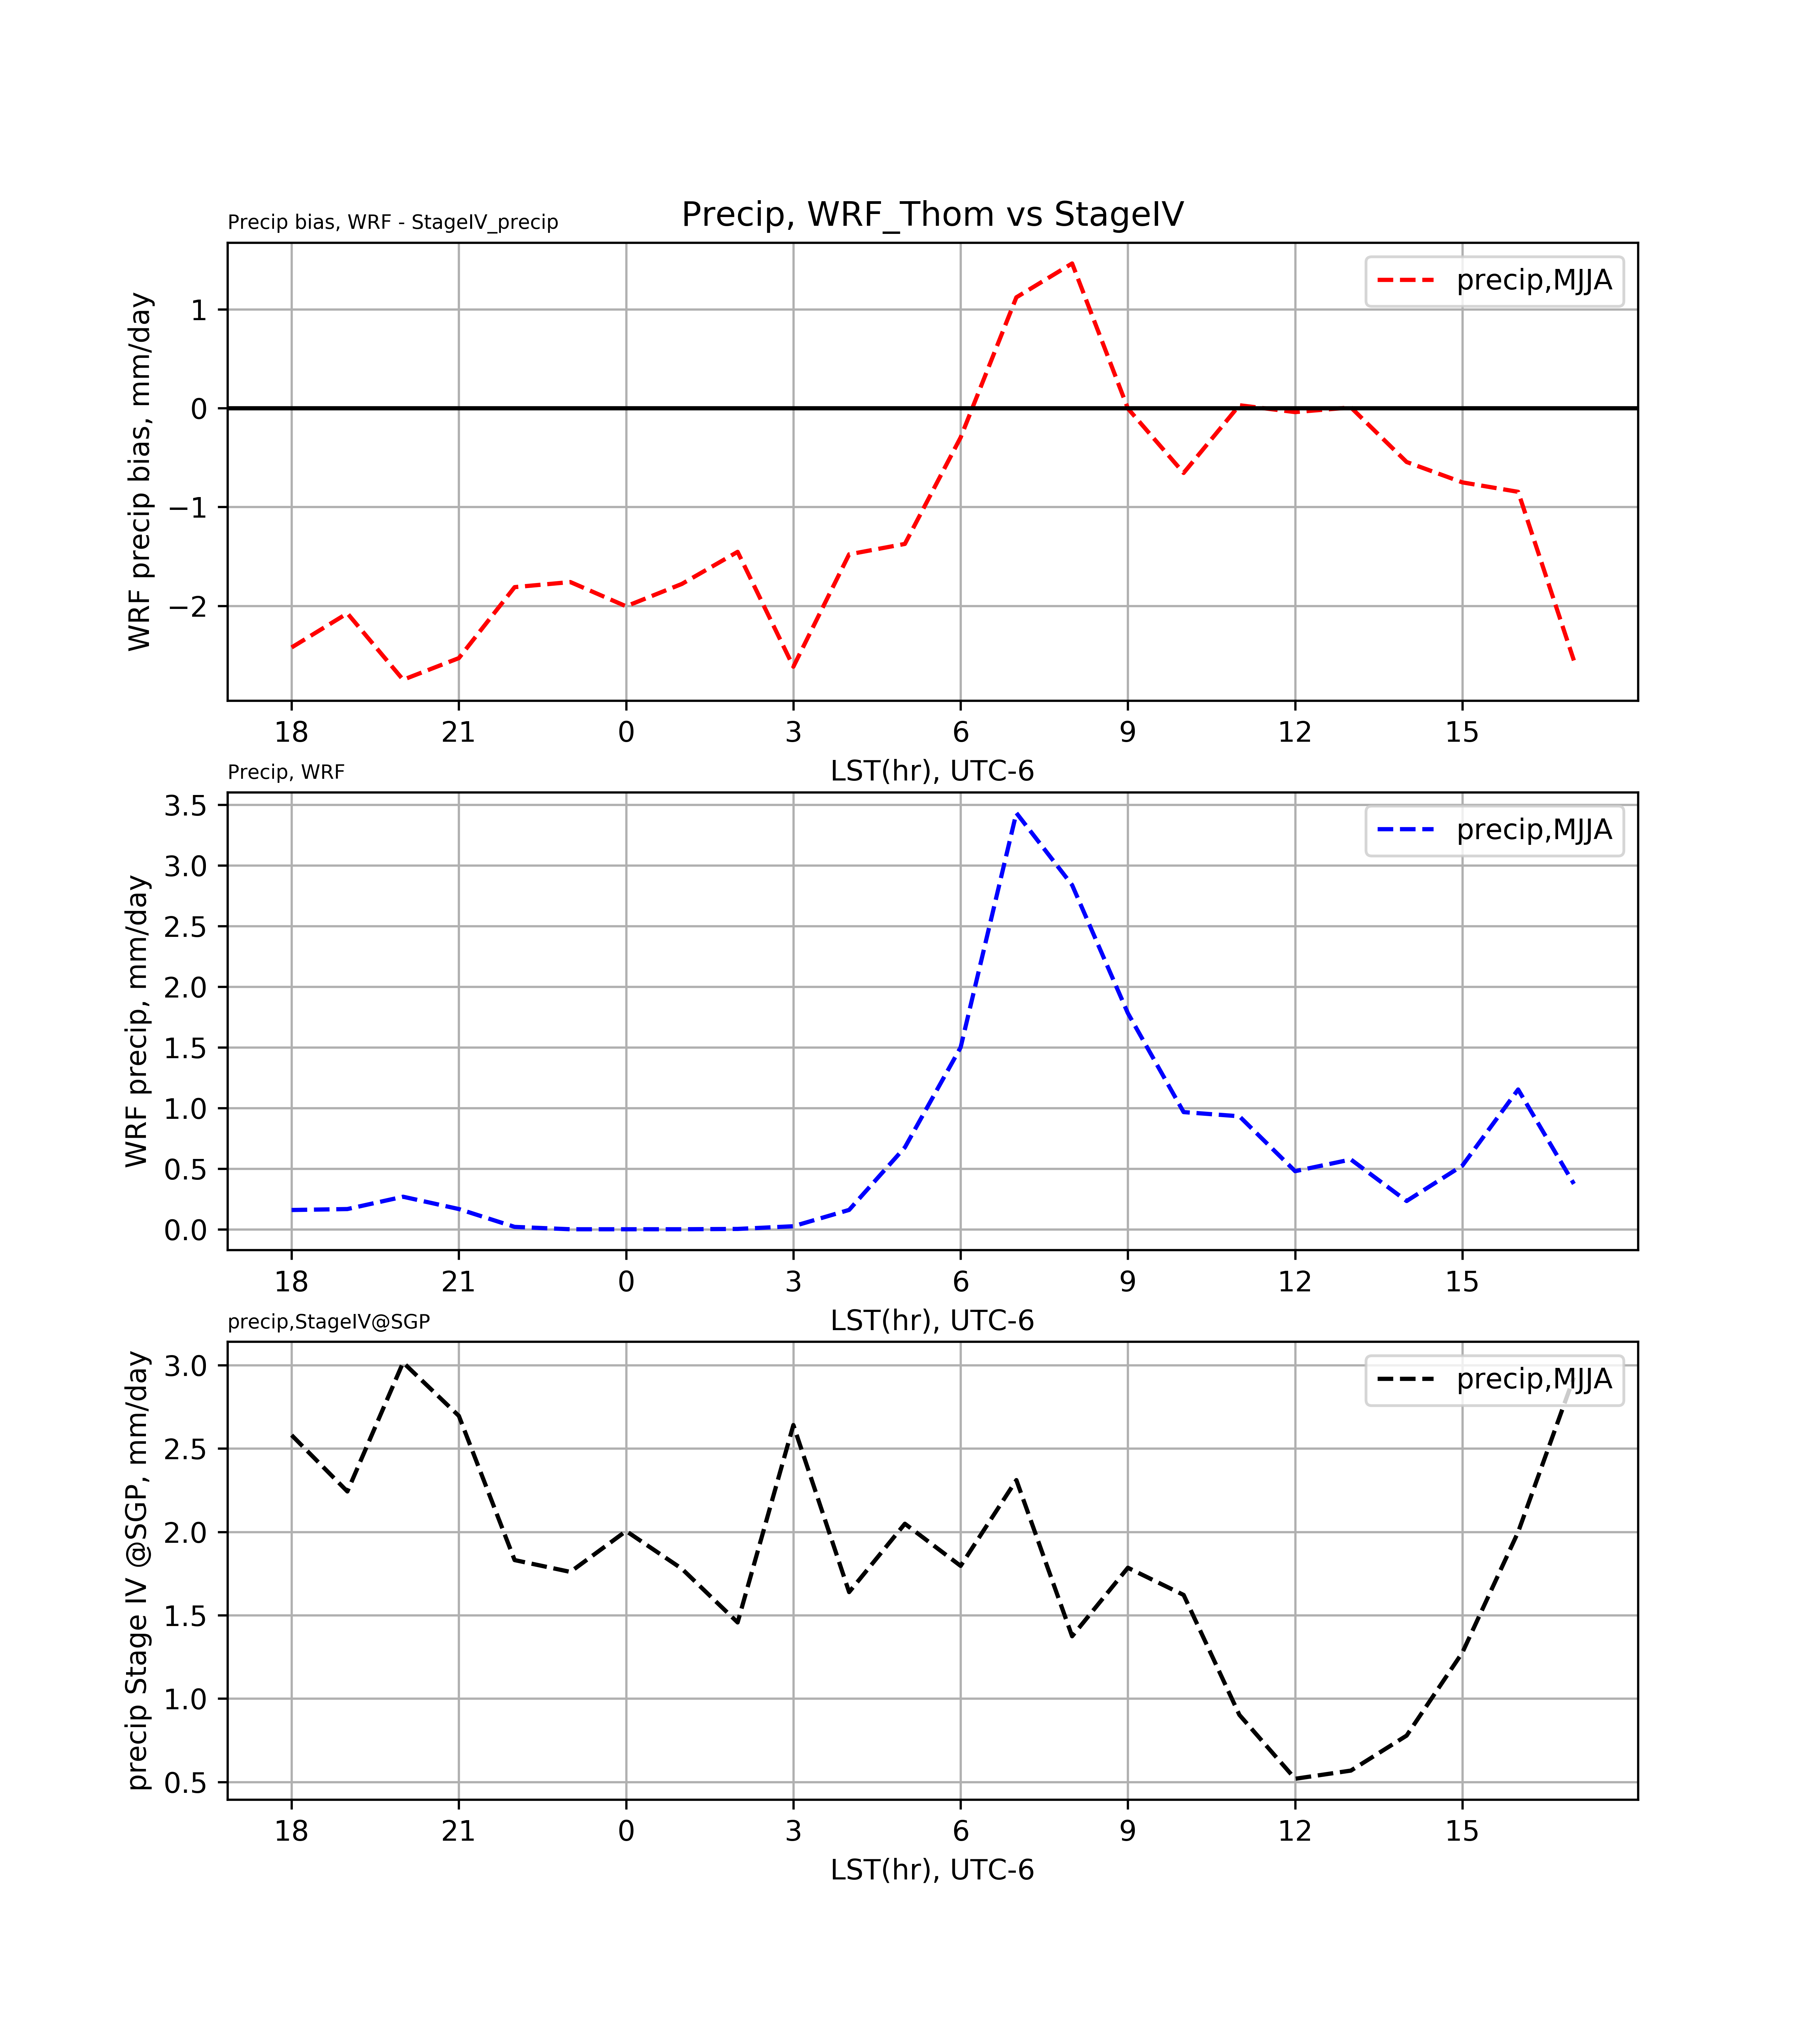 Precip, WRF_Thom vs StageIV
Precip bias, WRF - StageIV_precip
precip,MJJA
WRF precip bias, mm/day
1
0
−1
−2
18 21 0 3 6 9 12 15
LST(hr), UTC-6
Precip, WRF
precip,MJJA
WRF precip, mm/day
3.5
3.0
2.5
2.0
1.5
1.0
0.5
0.0
18 21 0 3 6 9 12 15
LST(hr), UTC-6
precip,StageIV@SGP
precip,MJJA
precip Stage IV @SGP, mm/day
3.0
2.5
2.0
1.5
1.0
0.5
18 21 0 3 6 9 12 15
LST(hr), UTC-6